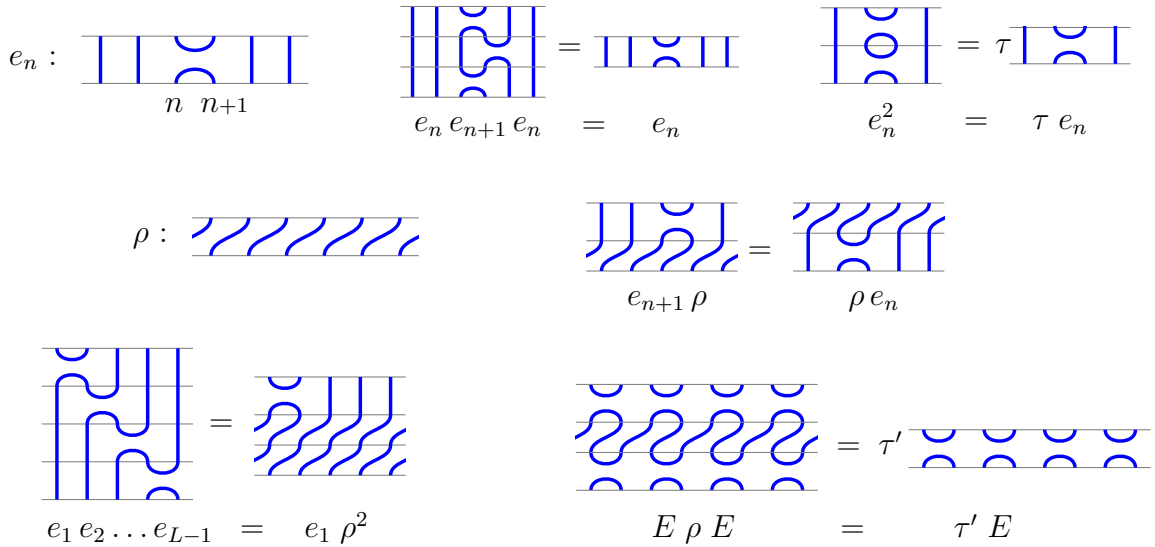 e_n :
=
= τ
n n+1
e_n e_{n+1} e_n = e_n
e_n^2 = τ e_n
ρ :
=
e_{n+1} ρ
ρ e_n
=
= τ′
e_1 e_2 … e_{L−1} = e_1 ρ^2
E ρ E = τ′ E